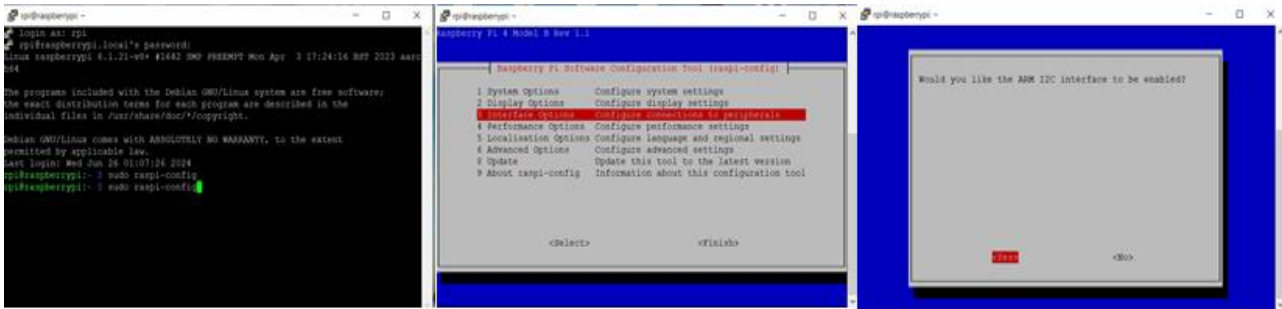 rpi@raspberrypi: ~
login as: rpi
rpi@raspberrypi.local's password:
Linux raspberrypi 6.1.21-v8+ #1642 SMP PREEMPT Mon Apr  3 17:24:16 BST 2023 aarc
h64
The programs included with the Debian GNU/Linux system are free software;
the exact distribution terms for each program are described in the
individual files in /usr/share/doc/*/copyright.
Debian GNU/Linux comes with ABSOLUTELY NO WARRANTY, to the extent
permitted by applicable law.
Last login: Wed Jun 26 01:07:26 2024
rpi@raspberrypi:~ $ sudo raspi-config
rpi@raspberrypi:~ $ sudo raspi-config
rpi@raspberrypi: ~
Raspberry Pi 4 Model B Rev 1.1
Raspberry Pi Software Configuration Tool (raspi-config)
1 System Options Configure system settings
2 Display Options Configure display settings
3 Interface Options Configure connections to peripherals
4 Performance Options Configure performance settings
5 Localisation Options Configure language and regional settings
6 Advanced Options Configure advanced settings
8 Update Update this tool to the latest version
9 About raspi-config Information about this configuration tool
<Select> <Finish>
rpi@raspberrypi: ~
Would you like the ARM I2C interface to be enabled?
<Yes> <No>